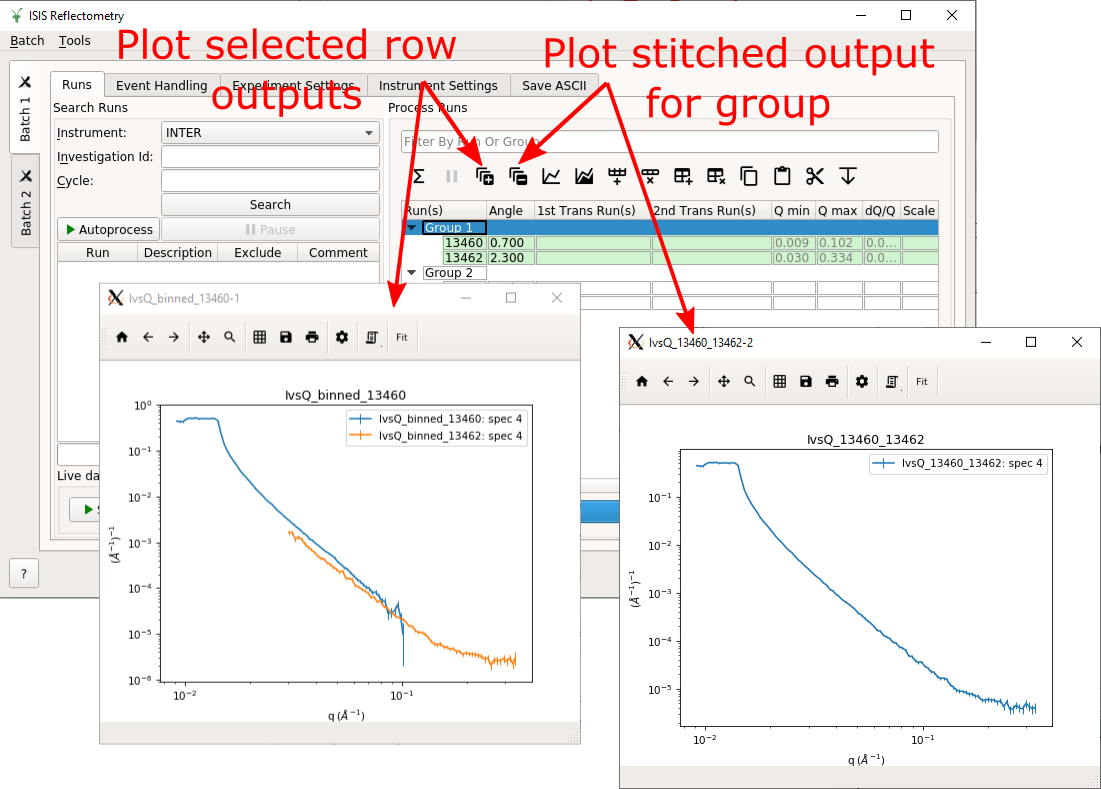 ISIS Reflectometry
Batch Tools
Plot selected row outputs
Plot stitched output for group
Batch 1
Batch 2
Runs Event Handling Experiment Settings Instrument Settings Save ASCII
Search Runs
Instrument: INTER
Investigation Id:
Cycle:
Search
Autoprocess Pause
Run Description Exclude Comment
Process Runs
Filter By Run Or Group
Run(s) Angle 1st Trans Run(s) 2nd Trans Run(s) Q min Q max dQ/Q Scale
Group 1
13460 0.700 0.009 0.102 0.0...
13462 2.300 0.030 0.334 0.0...
Group 2
Live da
?
IvsQ_binned_13460-1
Fit
IvsQ_binned_13460
IvsQ_binned_13460: spec 4
IvsQ_binned_13462: spec 4
10⁰
10⁻¹
10⁻²
10⁻³
10⁻⁴
10⁻⁵
10⁻⁶
(Å⁻¹)⁻¹
10⁻² 10⁻¹
q (Å⁻¹)
IvsQ_13460_13462-2
Fit
IvsQ_13460_13462
IvsQ_13460_13462: spec 4
10⁻¹
10⁻²
10⁻³
10⁻⁴
10⁻⁵
(Å⁻¹)⁻¹
10⁻² 10⁻¹
q (Å⁻¹)